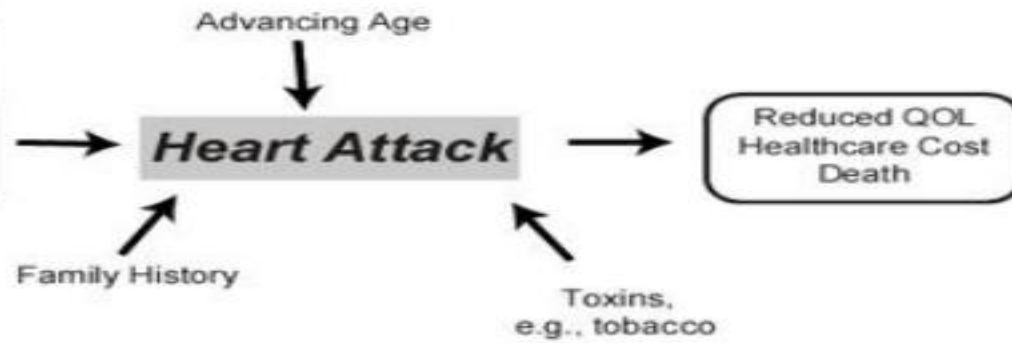 Advancing Age
Heart Attack
Reduced QOL
Healthcare Cost
Death
Family History
Toxins,
e.g., tobacco